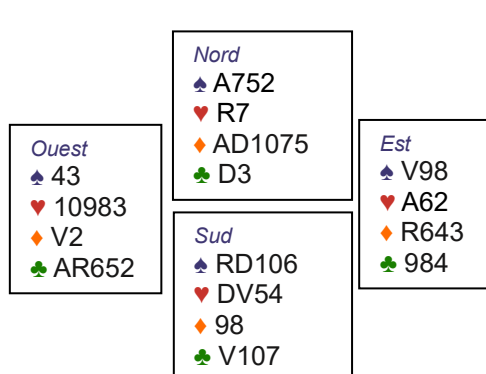 Nord
♠ A752
♥ R7
♦ AD1075
♣ D3
Ouest
♠ 43
♥ 10983
♦ V2
♣ AR652
Est
♠ V98
♥ A62
♦ R643
♣ 984
Sud
♠ RD106
♥ DV54
♦ 98
♣ V107